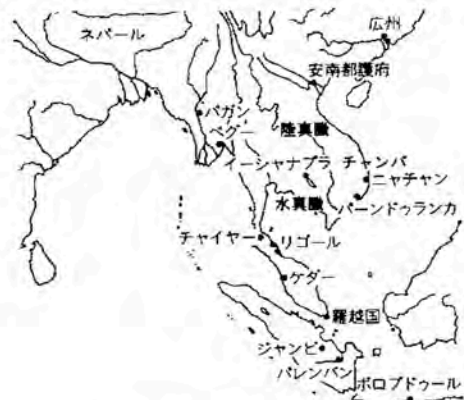 ネパール
広州
安南都護府
パガン
ペグー
陸真臘
イーシャナプラ
チャンパ
ニャチャン
水真臘
パーンドゥランカ
チャイヤー
リゴール
ケダー
羅越国
ジャンビ
パレンバン
ボロブドゥール